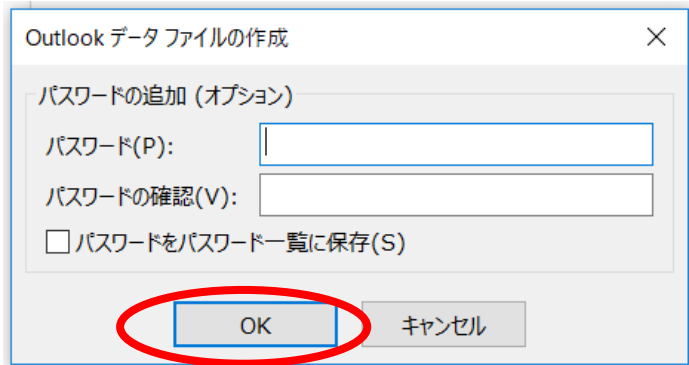 Outlook データ ファイルの作成
パスワードの追加 (オプション)
パスワード(P):
パスワードの確認(V):
パスワードをパスワード一覧に保存(S)
OK キャンセル